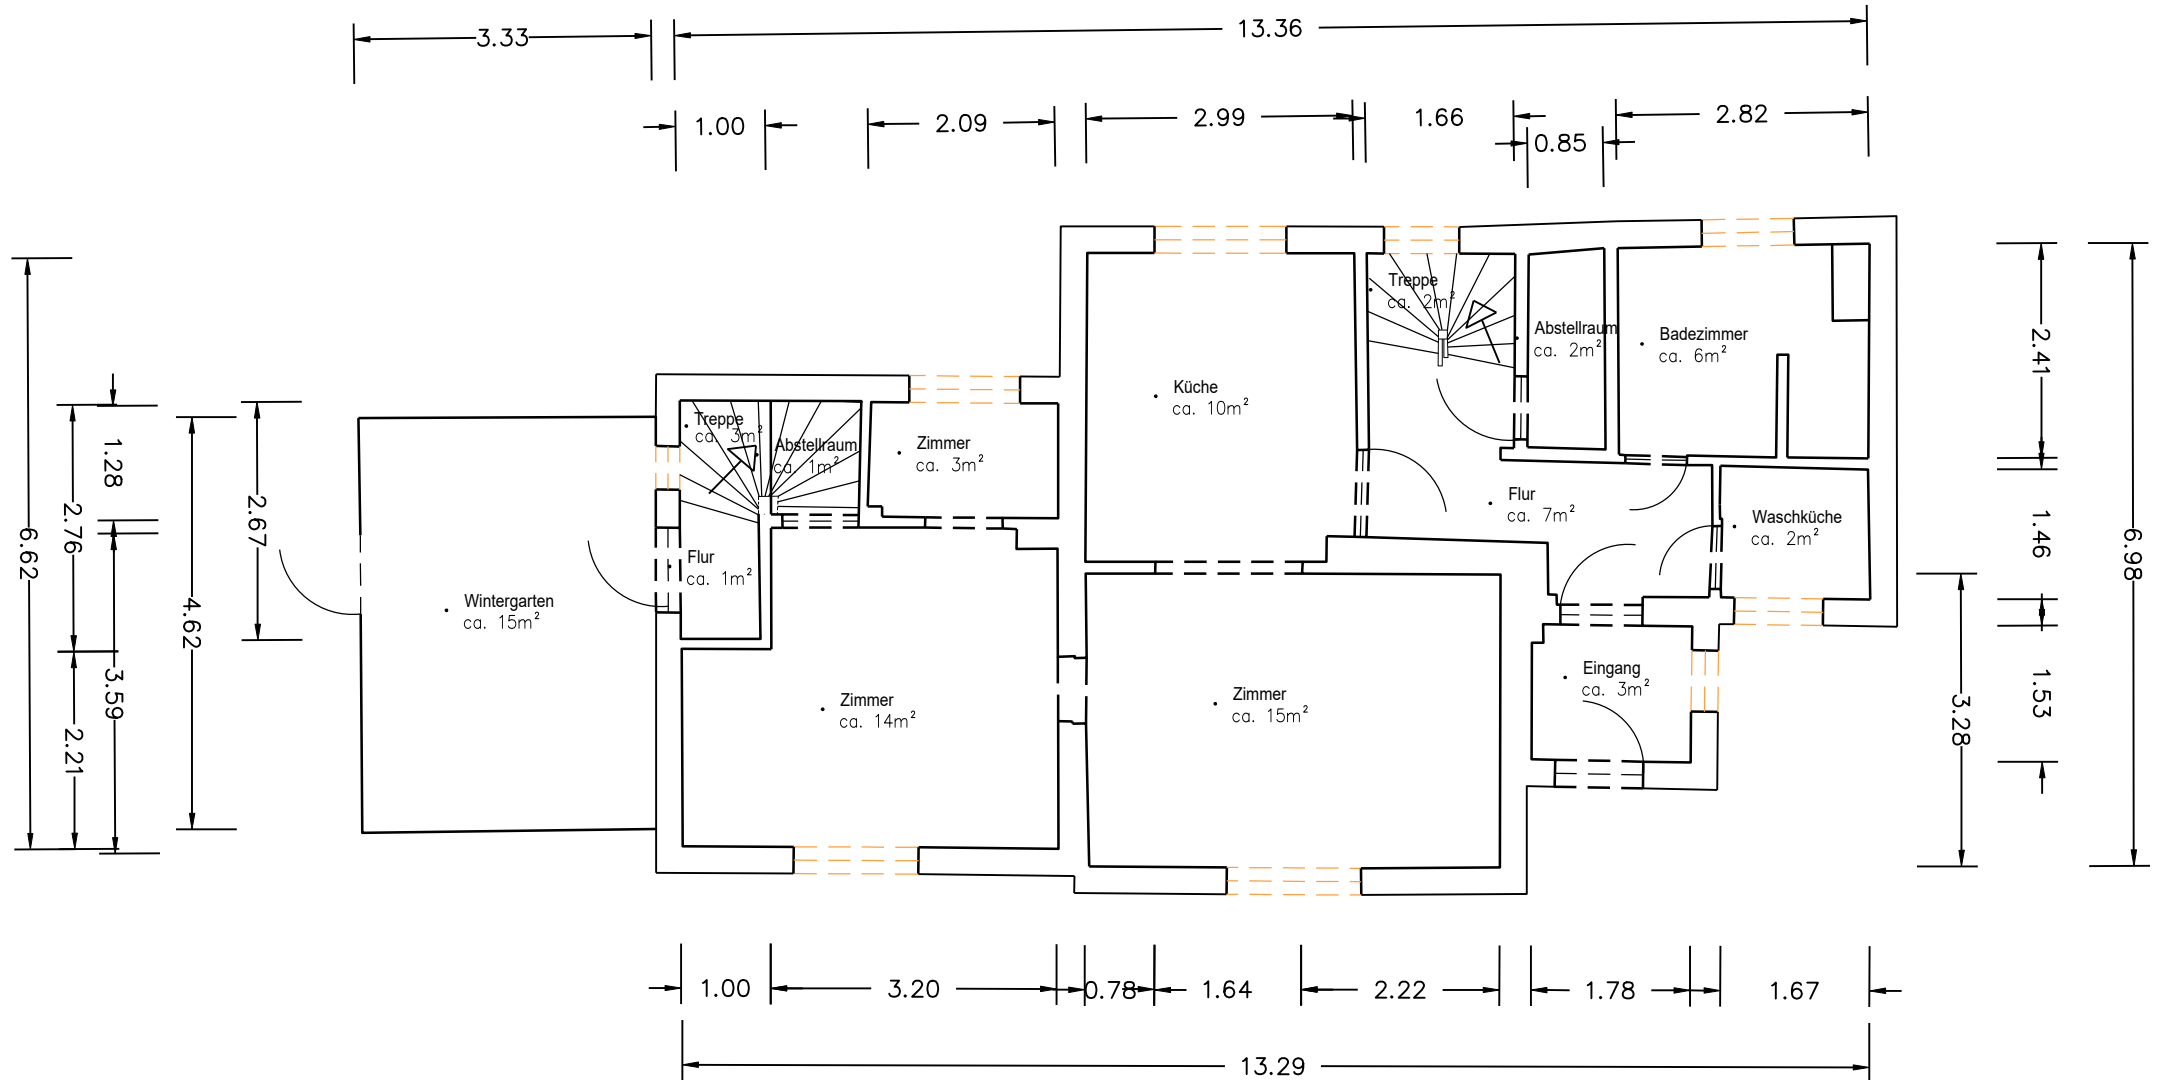 3.33
13.36
1.00
2.09
2.99
1.66
0.85
2.82
6.62
2.76
2.21
1.28
3.59
4.62
2.67
Treppe
ca. 3m²
Abstellraum
ca. 1m²
Zimmer
ca. 3m²
Küche
ca. 10m²
Treppe
ca. 2m²
Abstellraum
ca. 2m²
Badezimmer
ca. 6m²
Flur
ca. 7m²
Waschküche
ca. 2m²
Flur
ca. 1m²
Wintergarten
ca. 15m²
Zimmer
ca. 14m²
Zimmer
ca. 15m²
Eingang
ca. 3m²
2.41
1.46
1.53
3.28
6.98
1.00
3.20
0.78
1.64
2.22
1.78
1.67
13.29